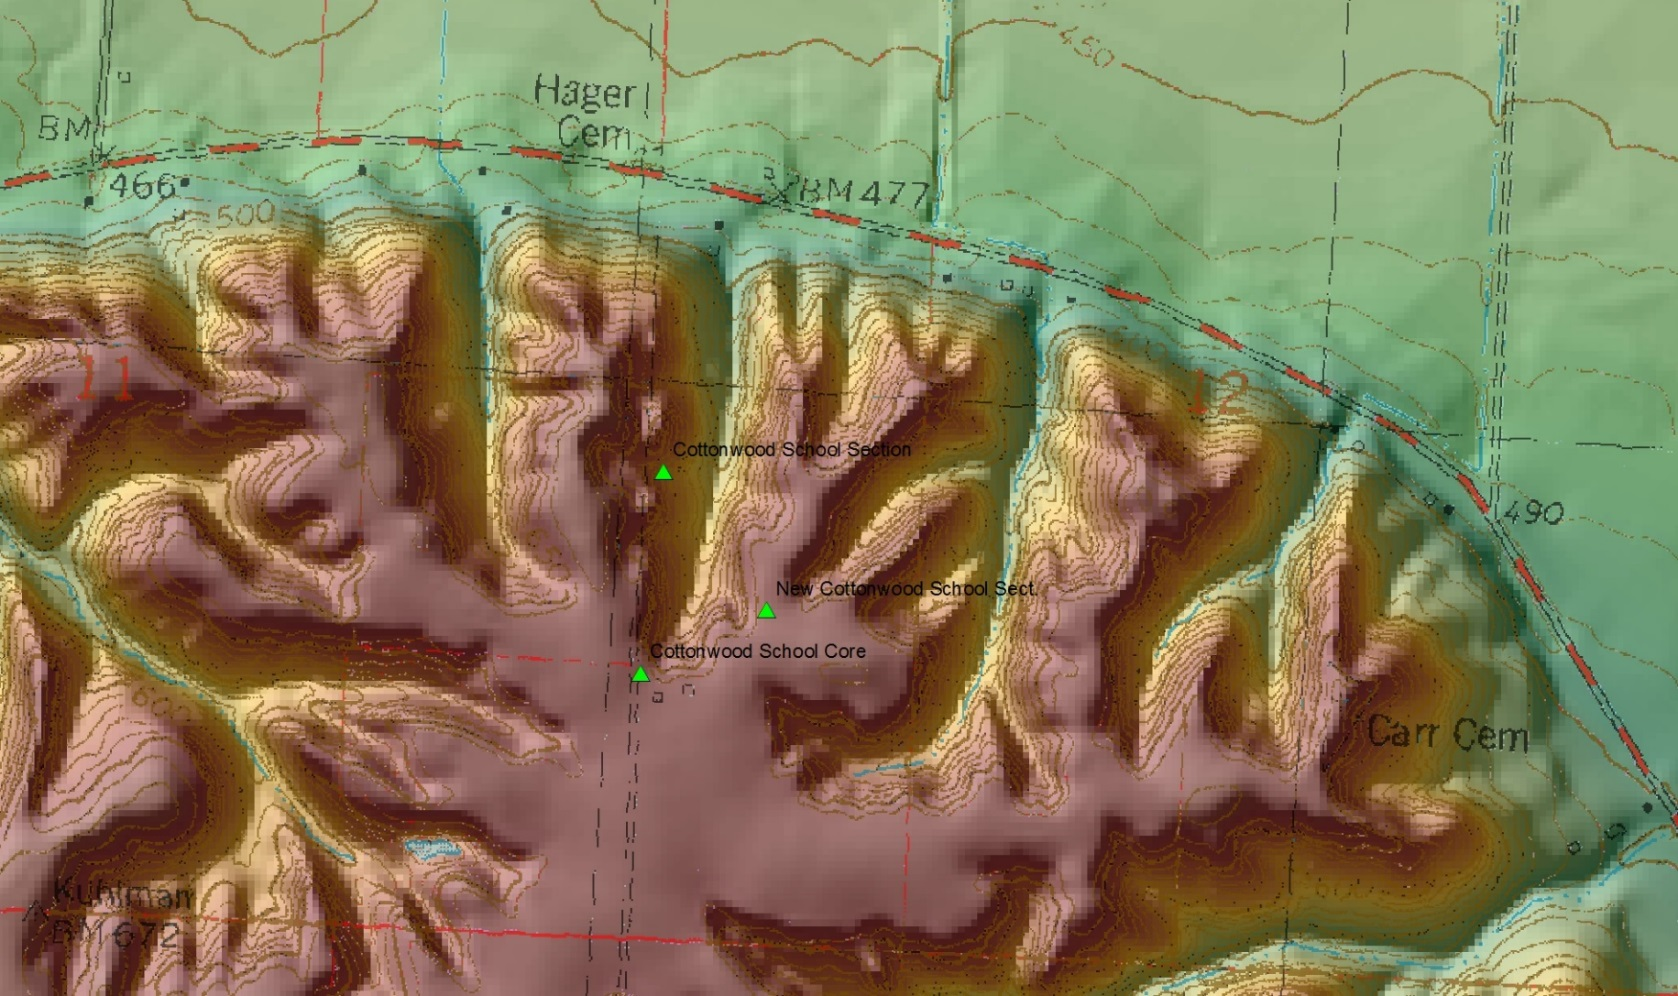 450
Hager
Cem
BM
466
500
BM 477
11
12
Cottonwood School Section
490
New Cottonwood School Sect.
Cottonwood School Core
Carr Cem
Kuhlman
BM 672